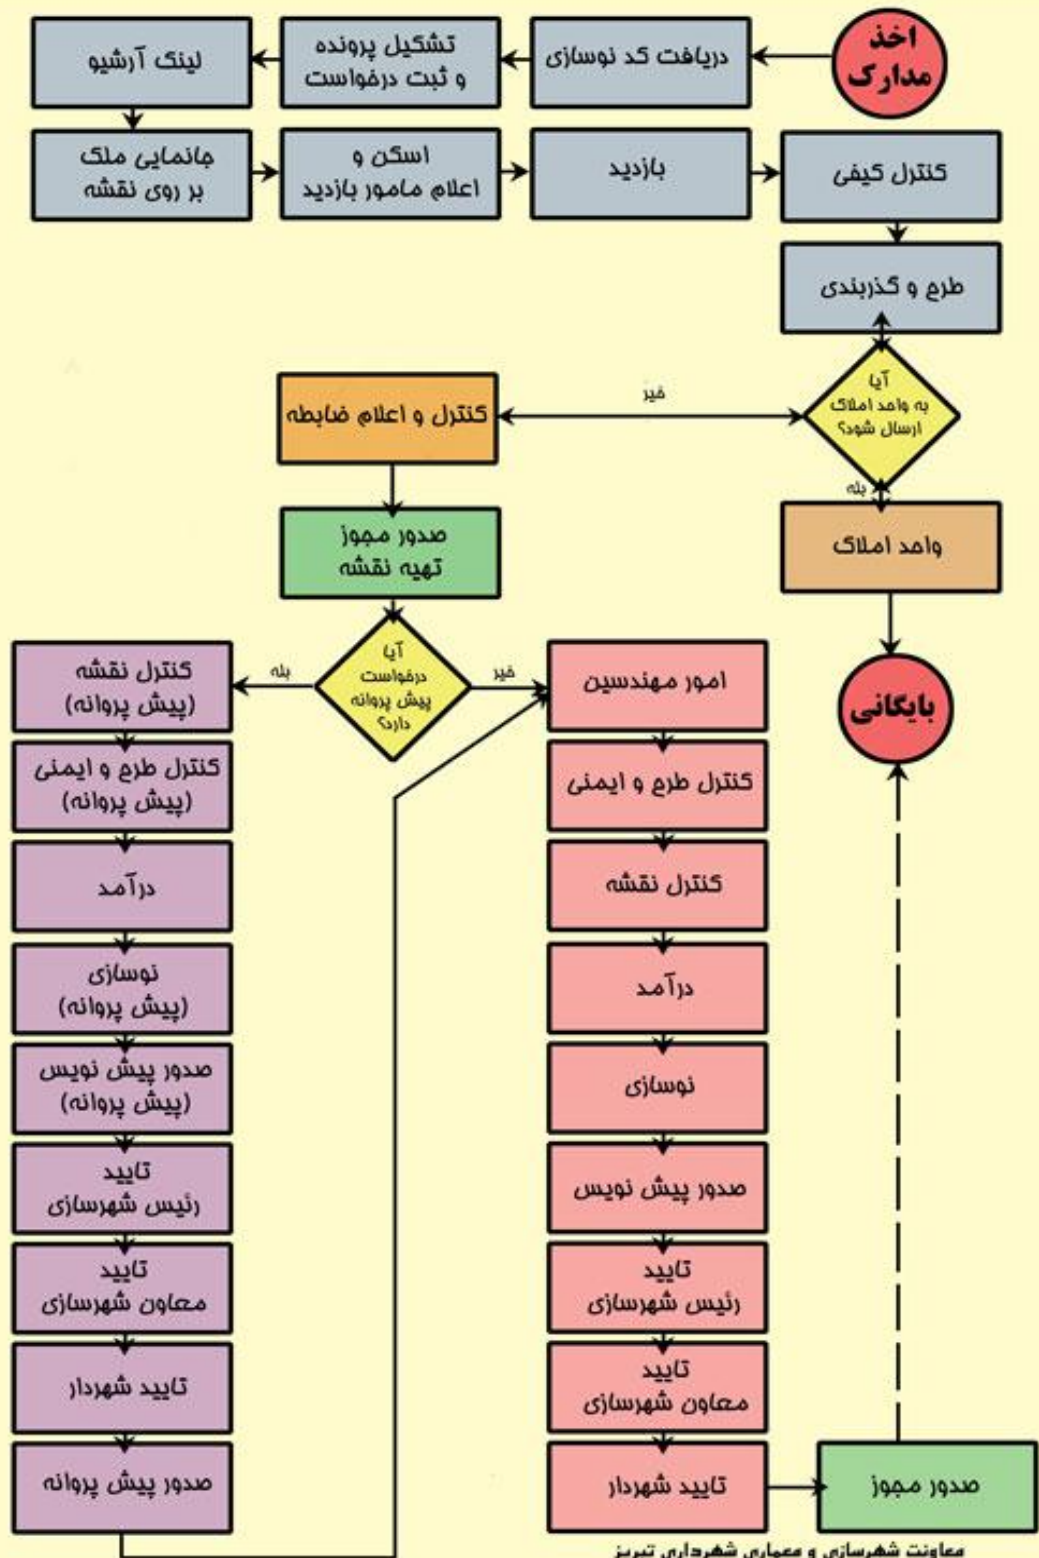 اخذ
مدارک
دریافت کد نوسازی
تشکیل پرونده
و ثبت درخواست
لینک آرشیو
جانمایی ملک
بر روی نقشه
اسکن و
اعلام مامور بازدید
بازدید
کنترل کیفی
طرح و گذربندی
آیا
به واحد املاک
ارسال شود؟
خیر
کنترل و اعلام ضابطه
بله
واحد املاک
صدور مجوز
تهیه نقشه
آیا
درخواست
پیش پروانه
دارد؟
بله
خیر
بایگانی
کنترل نقشه
(پیش پروانه)
کنترل طرح و ایمنی
(پیش پروانه)
درآمد
نوسازی
(پیش پروانه)
صدور پیش نویس
(پیش پروانه)
تایید
رئیس شهرسازی
تایید
معاون شهرسازی
تایید شهردار
صدور پیش پروانه
امور مهندسین
کنترل طرح و ایمنی
کنترل نقشه
درآمد
نوسازی
صدور پیش نویس
تایید
رئیس شهرسازی
تایید
معاون شهرسازی
تایید شهردار
صدور مجوز
معاونت شهرسازی و معماری شهرداری تبریز